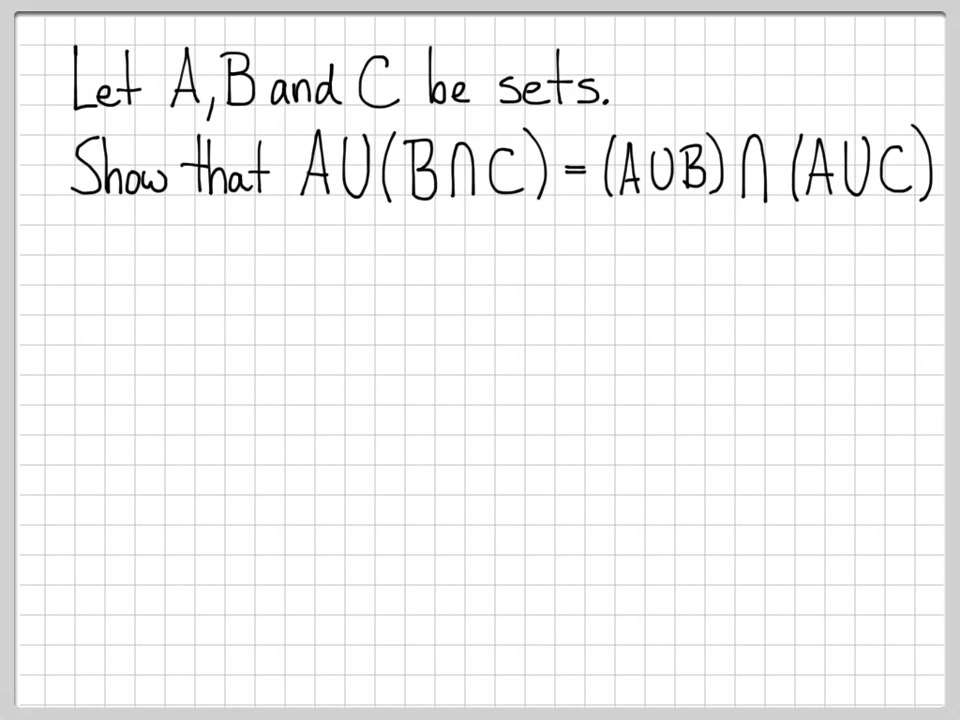 Let A, B and C be sets.
Show that A∪(B∩C) = (A∪B)∩(A∪C)